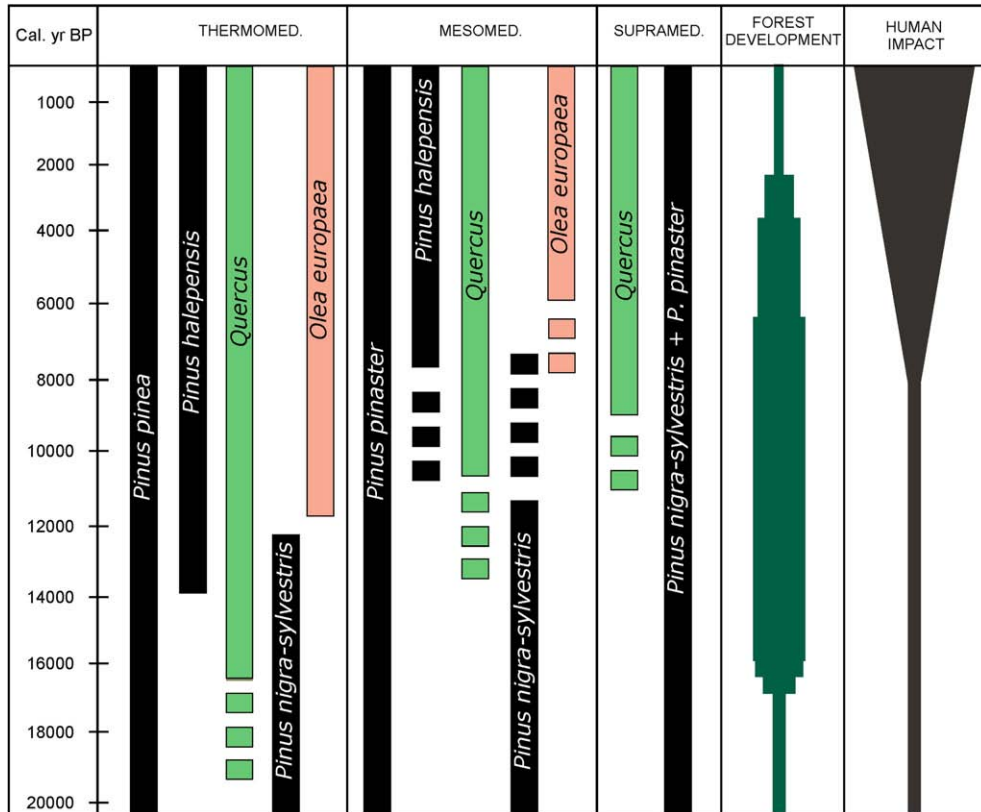 Cal. yr BP
THERMOMED.
MESOMED.
SUPRAMED.
FOREST
DEVELOPMENT
HUMAN
IMPACT
1000
2000
4000
6000
8000
10000
12000
14000
16000
18000
20000
Pinus pinea
Pinus halepensis
Quercus
Pinus nigra-sylvestris
Olea europaea
Pinus pinaster
Pinus halepensis
Quercus
Pinus nigra-sylvestris
Olea europaea
Quercus
Pinus nigra-sylvestris + P. pinaster